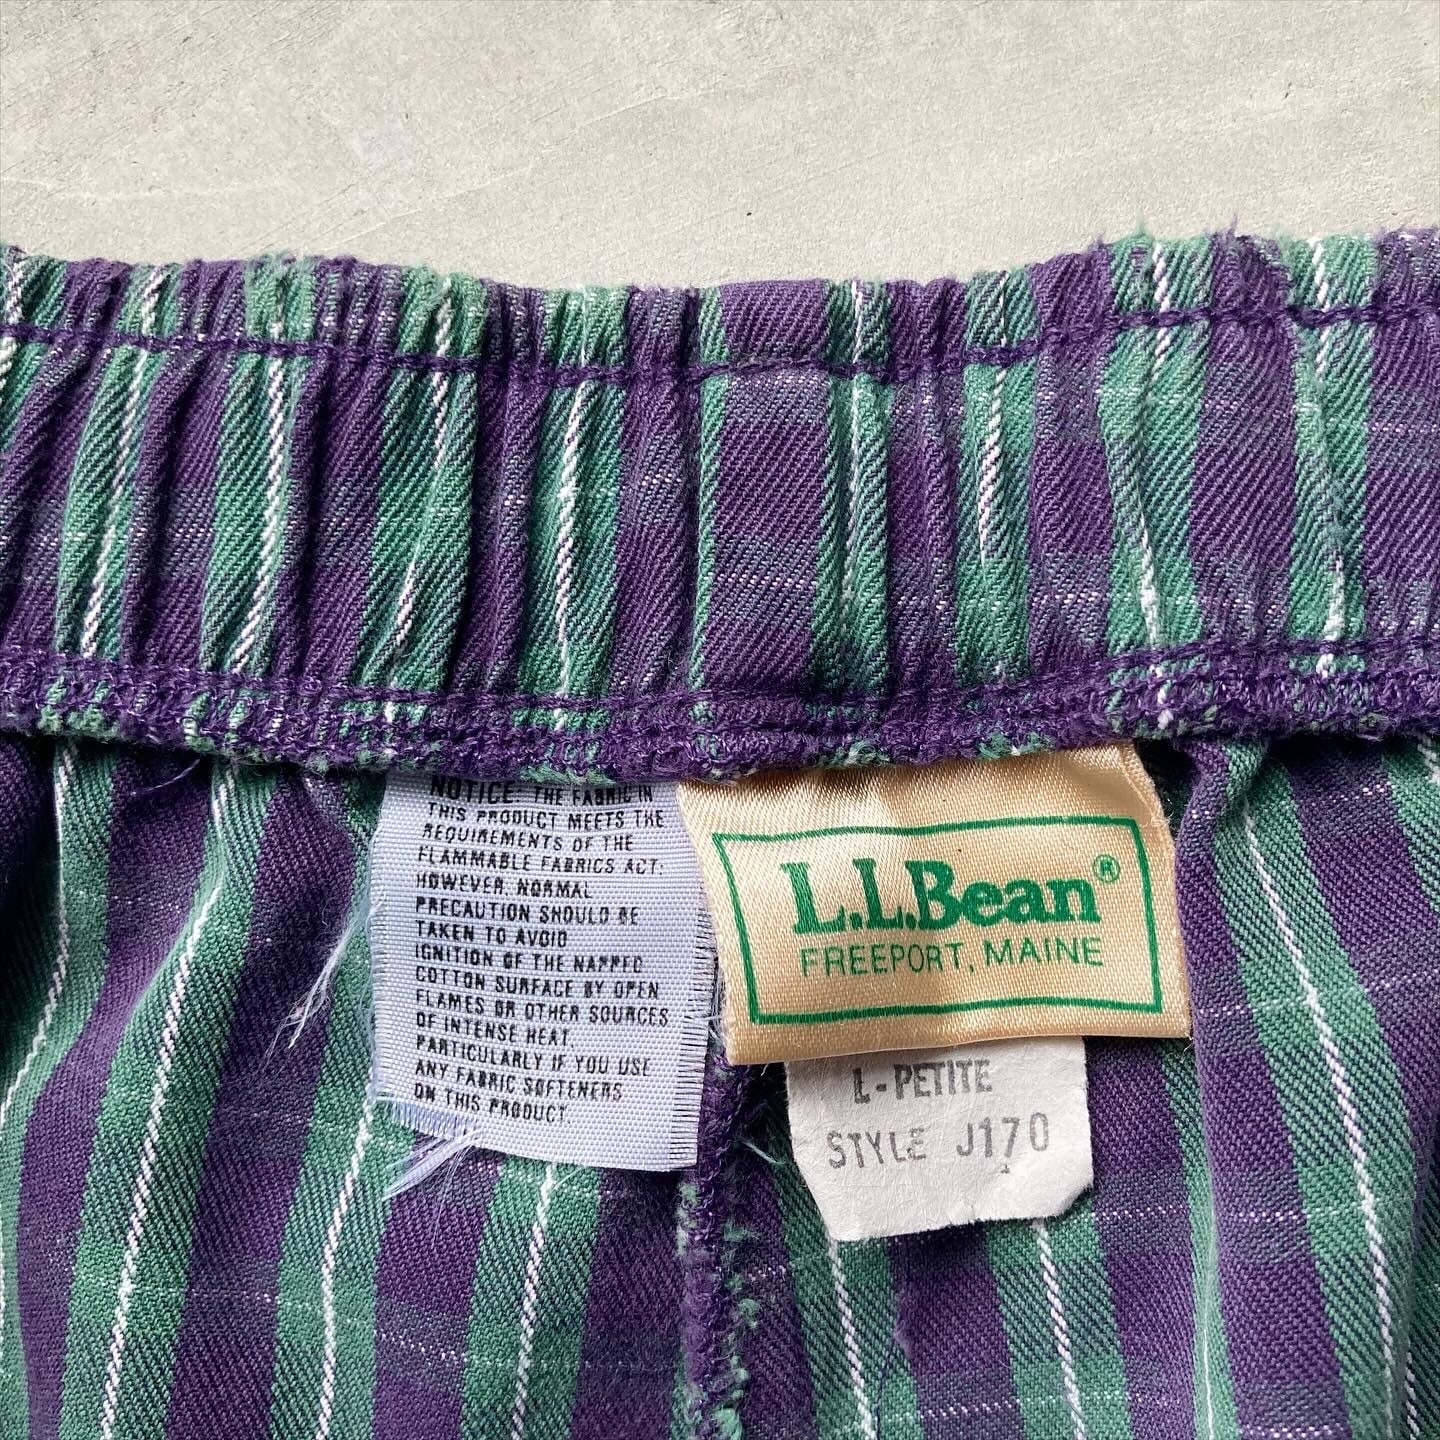 NOTICE: THE FABRIC IN
THIS PRODUCT MEETS THE
REQUIREMENTS OF THE
FLAMMABLE FABRICS ACT.
HOWEVER, NORMAL
PRECAUTION SHOULD BE
TAKEN TO AVOID
IGNITION OF THE NAPPED
COTTON SURFACE BY OPEN
FLAMES OR OTHER SOURCES
OF INTENSE HEAT
PARTICULARLY IF YOU USE
ANY FABRIC SOFTENERS
ON THIS PRODUCT.
L.L.Bean®
FREEPORT, MAINE
L-PETITE
STYLE J170